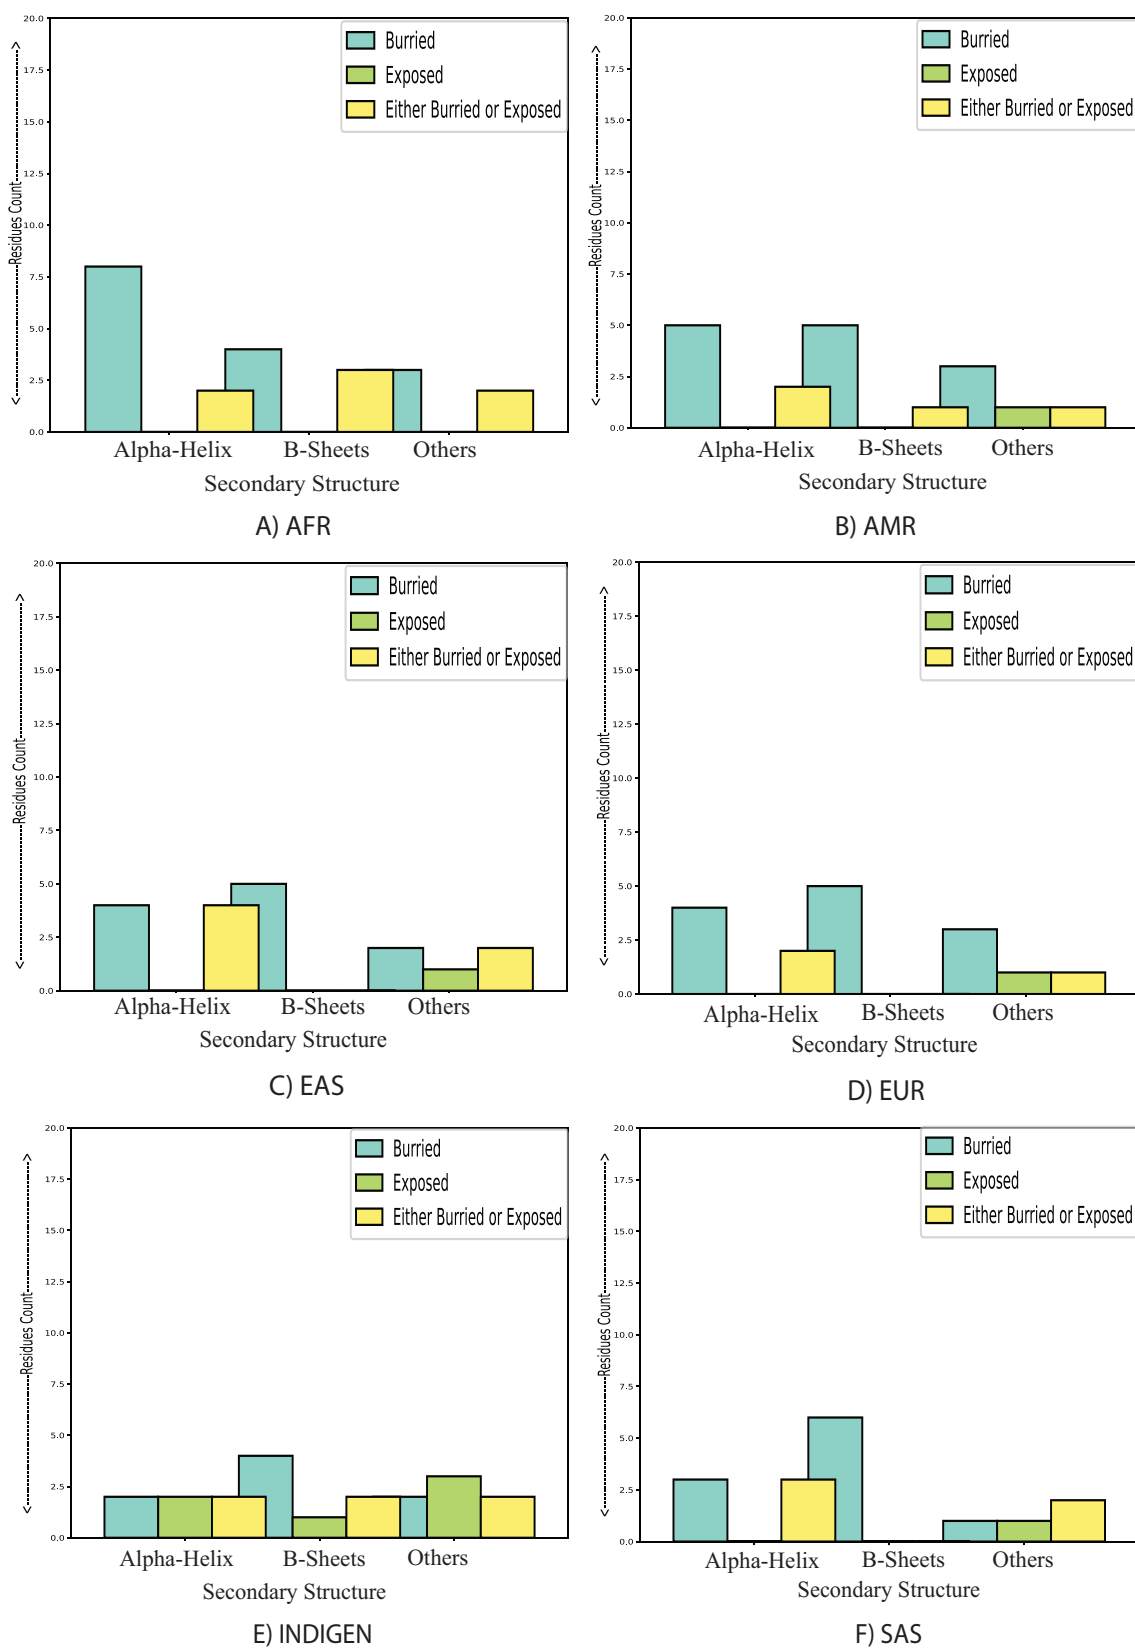 20.0
17.5
15.0
12.5
10.0
7.5
5.0
2.5
0.0
Residues Count
Burried
Exposed
Either Burried or Exposed
Alpha-Helix B-Sheets Others
Secondary Structure
A) AFR
20.0
17.5
15.0
12.5
10.0
7.5
5.0
2.5
0.0
Residues Count
Burried
Exposed
Either Burried or Exposed
Alpha-Helix B-Sheets Others
Secondary Structure
B) AMR
20.0
17.5
15.0
12.5
10.0
7.5
5.0
2.5
0.0
Residues Count
Burried
Exposed
Either Burried or Exposed
Alpha-Helix B-Sheets Others
Secondary Structure
C) EAS
20.0
17.5
15.0
12.5
10.0
7.5
5.0
2.5
0.0
Residues Count
Burried
Exposed
Either Burried or Exposed
Alpha-Helix B-Sheets Others
Secondary Structure
D) EUR
20.0
17.5
15.0
12.5
10.0
7.5
5.0
2.5
0.0
Residues Count
Burried
Exposed
Either Burried or Exposed
Alpha-Helix B-Sheets Others
Secondary Structure
E) INDIGEN
20.0
17.5
15.0
12.5
10.0
7.5
5.0
2.5
0.0
Residues Count
Burried
Exposed
Either Burried or Exposed
Alpha-Helix B-Sheets Others
Secondary Structure
F) SAS